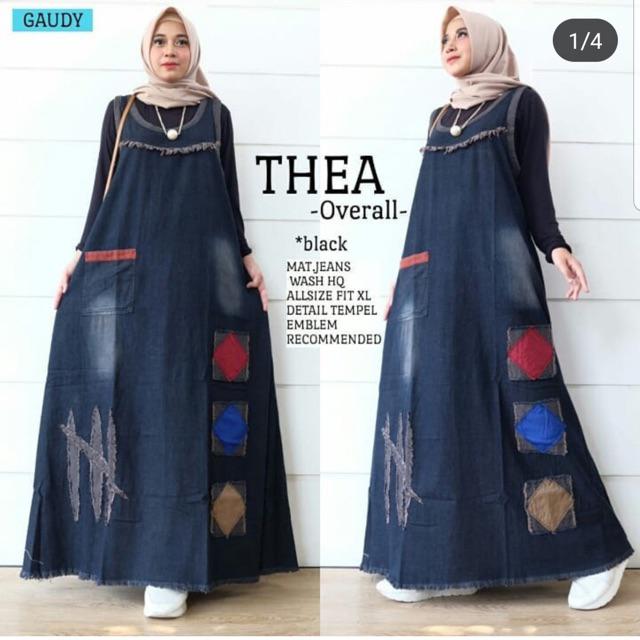 GAUDY
1/4
THEA
-Overall-
*black
MAT.JEANS
WASH HQ
ALLSIZE FIT XL
DETAIL TEMPEL
EMBLEM
RECOMMENDED